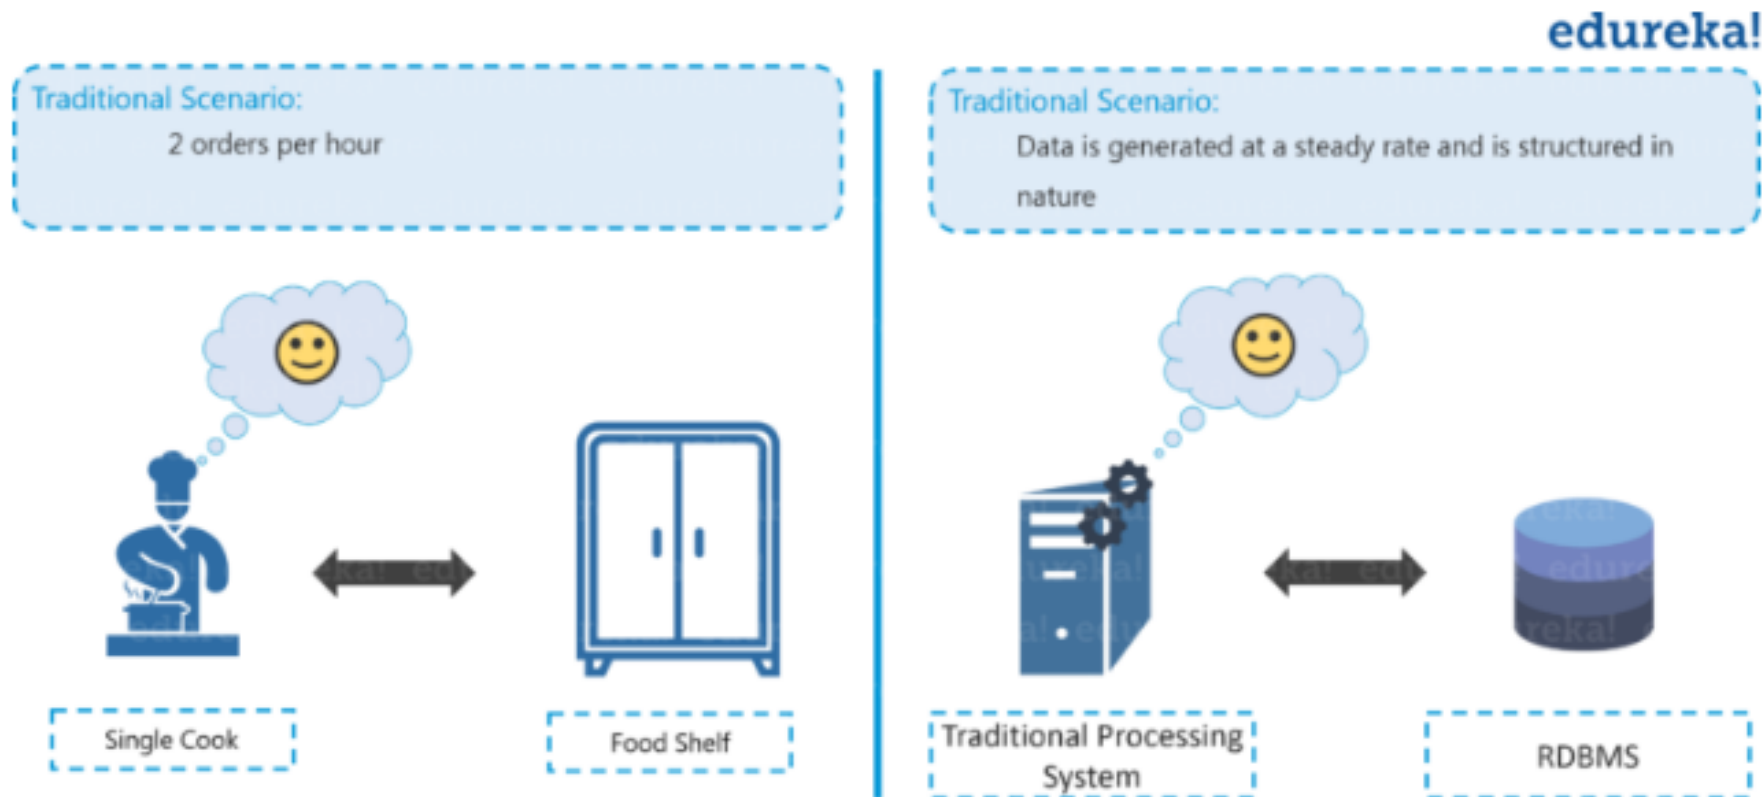 edureka!
Traditional Scenario:
2 orders per hour
Single Cook
Food Shelf
Traditional Scenario:
Data is generated at a steady rate and is structured in
nature
Traditional Processing
System
RDBMS